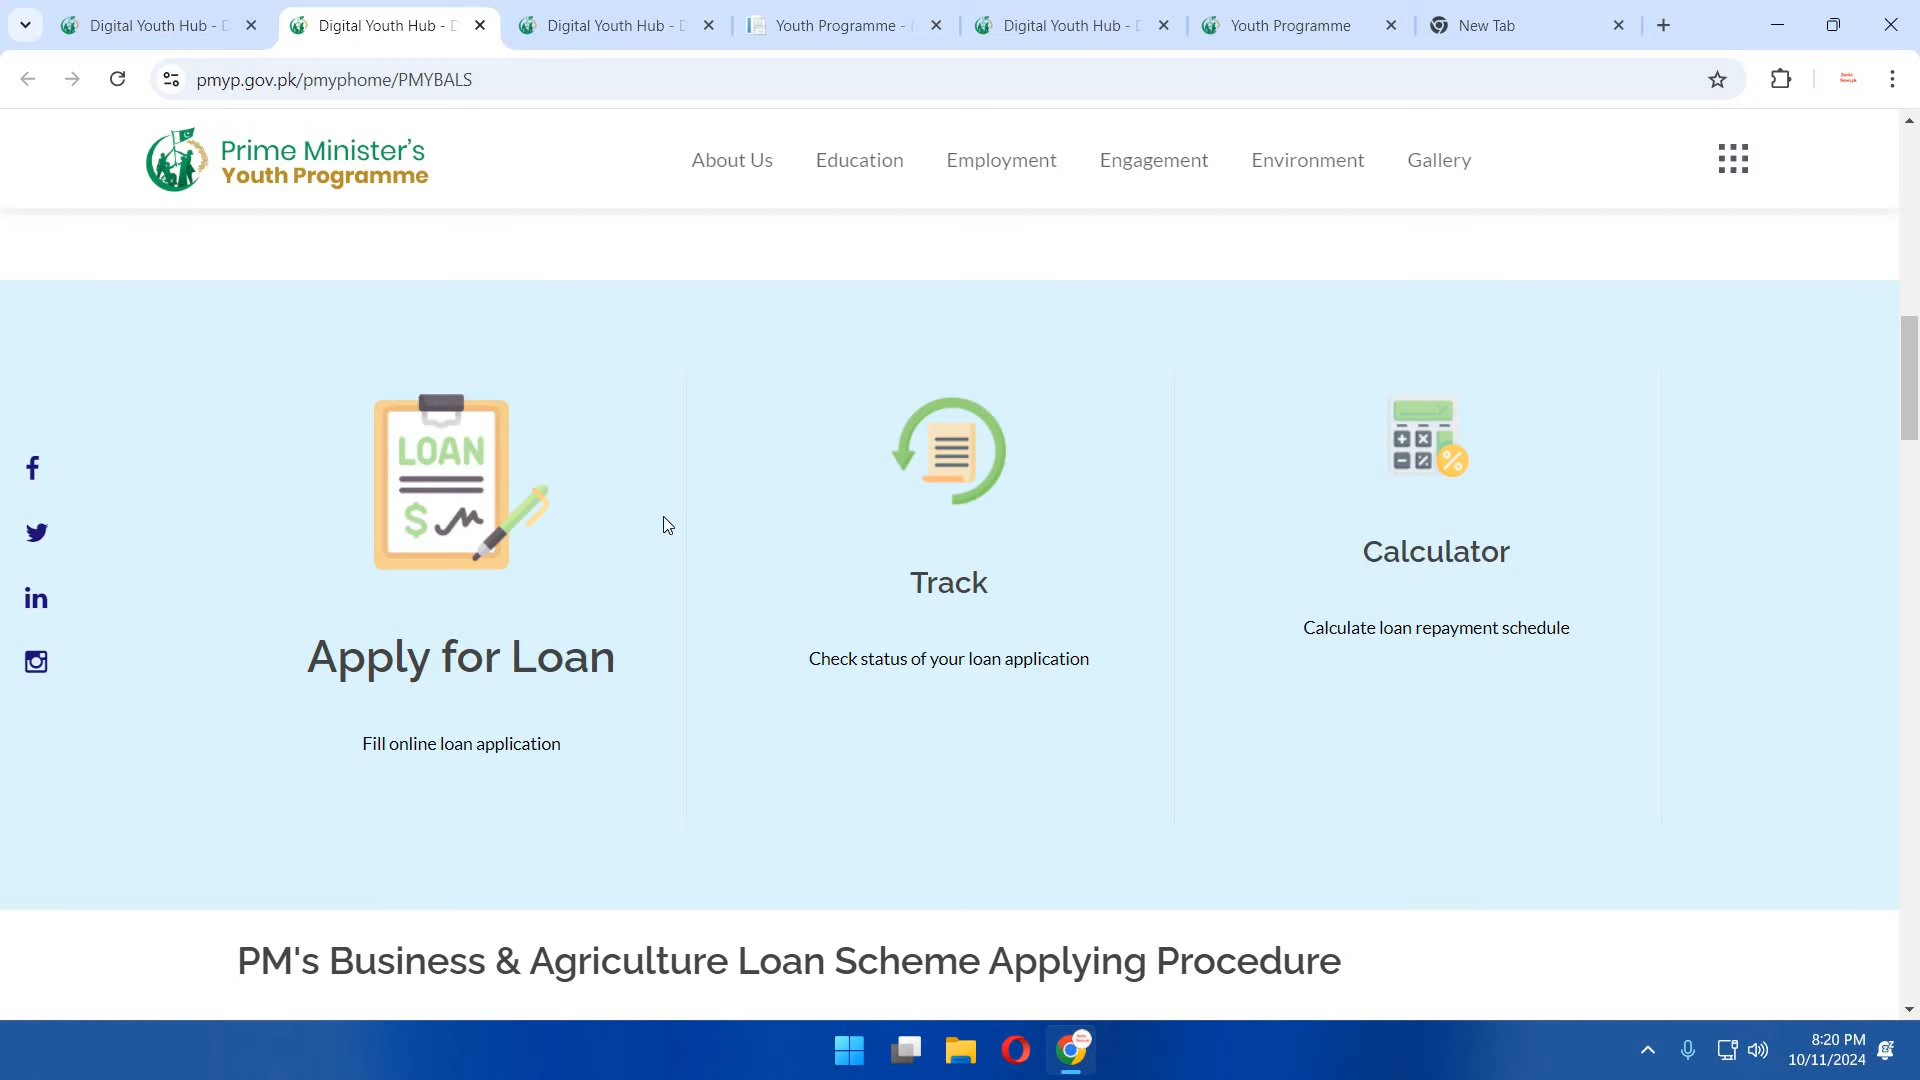 Digital Youth Hub - D
Digital Youth Hub - D
Digital Youth Hub - D
Youth Programme -
Digital Youth Hub - D
Youth Programme
New Tab
pmyp.gov.pk/pmyphome/PMYBALS
Prime Minister's
Youth Programme
About Us
Education
Employment
Engagement
Environment
Gallery
LOAN
$
Apply for Loan
Fill online loan application
Track
Check status of your loan application
Calculator
Calculate loan repayment schedule
PM's Business & Agriculture Loan Scheme Applying Procedure
8:20 PM
10/11/2024